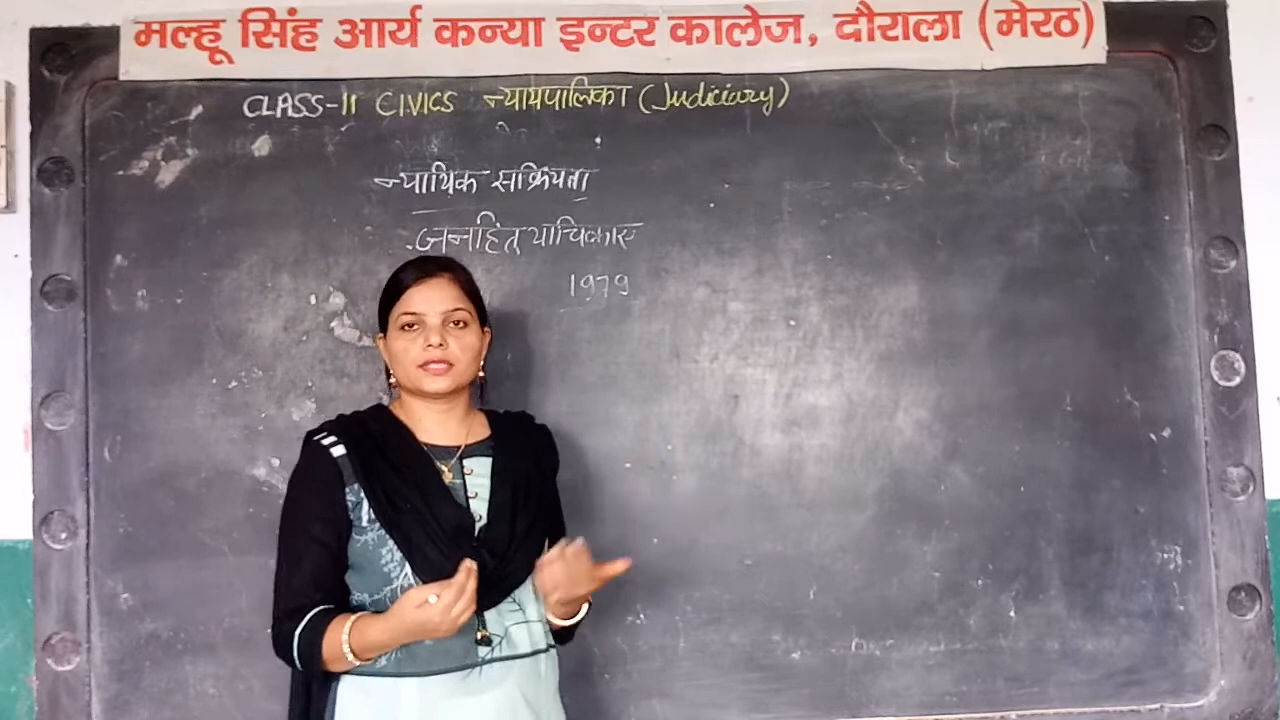 मल्हू सिंह आर्य कन्या इन्टर कालेज, दौराला (मेरठ)
CLASS-11 CIVICS न्यायपालिका (Judiciary)
न्यायिक सक्रियता
जनहित याचिकाए
1979